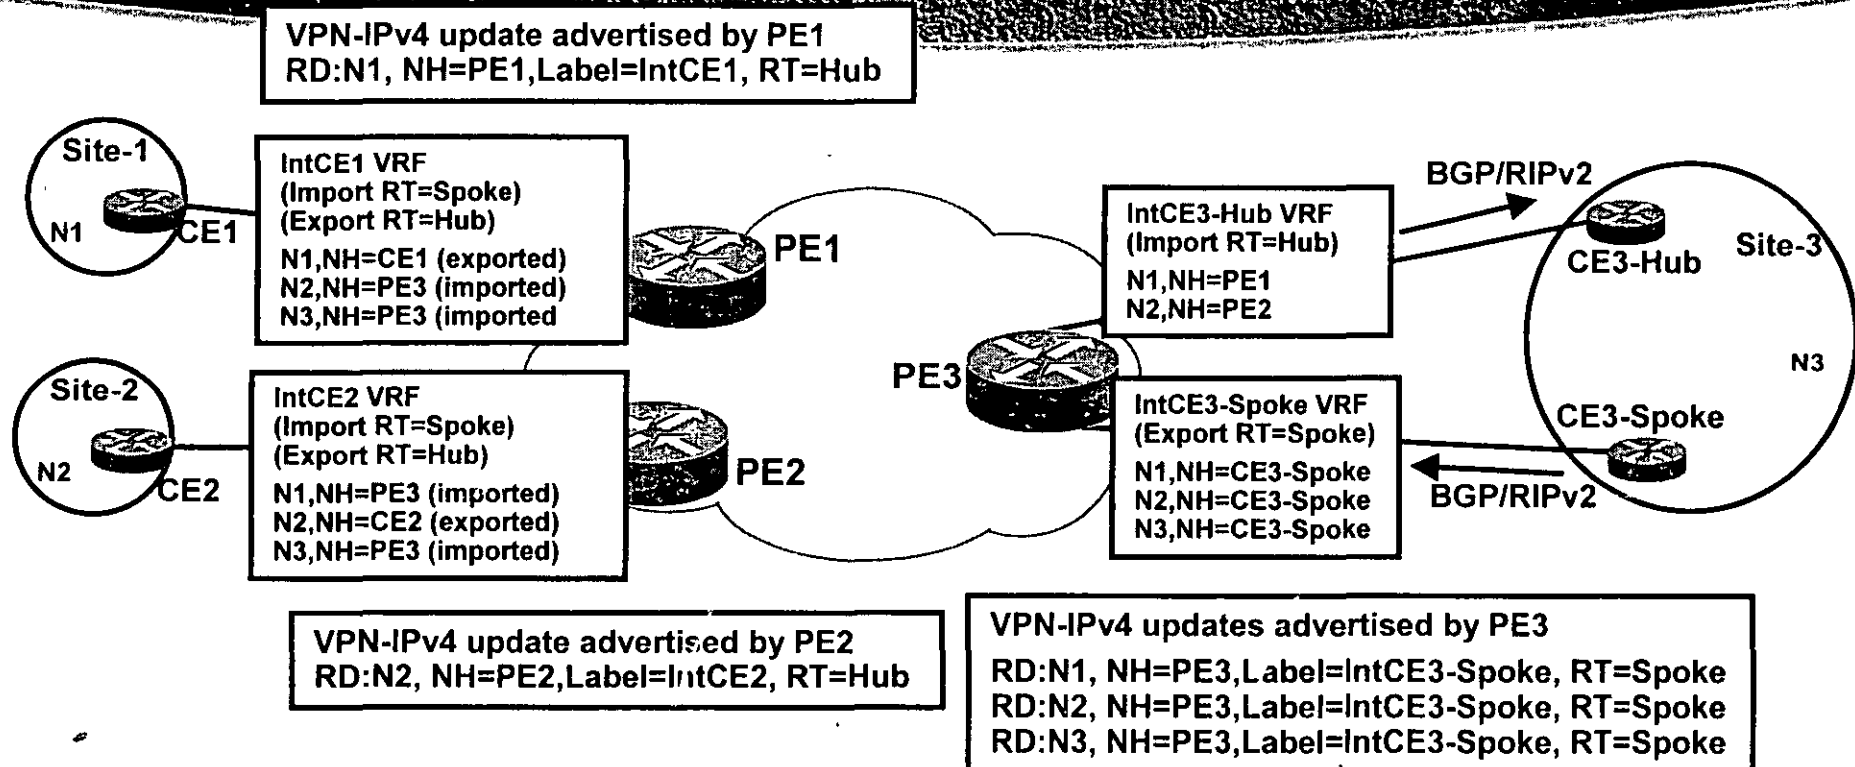 VPN-IPv4 update advertised by PE1
RD:N1, NH=PE1,Label=IntCE1, RT=Hub
Site-1
N1
CE1
IntCE1 VRF
(Import RT=Spoke)
(Export RT=Hub)
N1,NH=CE1 (exported)
N2,NH=PE3 (imported)
N3,NH=PE3 (imported
PE1
Site-2
N2
CE2
IntCE2 VRF
(Import RT=Spoke)
(Export RT=Hub)
N1,NH=PE3 (imported)
N2,NH=CE2 (exported)
N3,NH=PE3 (imported)
PE2
PE3
IntCE3-Hub VRF
(Import RT=Hub)
N1,NH=PE1
N2,NH=PE2
BGP/RIPv2
CE3-Hub
Site-3
N3
IntCE3-Spoke VRF
(Export RT=Spoke)
N1,NH=CE3-Spoke
N2,NH=CE3-Spoke
N3,NH=CE3-Spoke
CE3-Spoke
BGP/RIPv2
VPN-IPv4 update advertised by PE2
RD:N2, NH=PE2,Label=IntCE2, RT=Hub
VPN-IPv4 updates advertised by PE3
RD:N1, NH=PE3,Label=IntCE3-Spoke, RT=Spoke
RD:N2, NH=PE3,Label=IntCE3-Spoke, RT=Spoke
RD:N3, NH=PE3,Label=IntCE3-Spoke, RT=Spoke